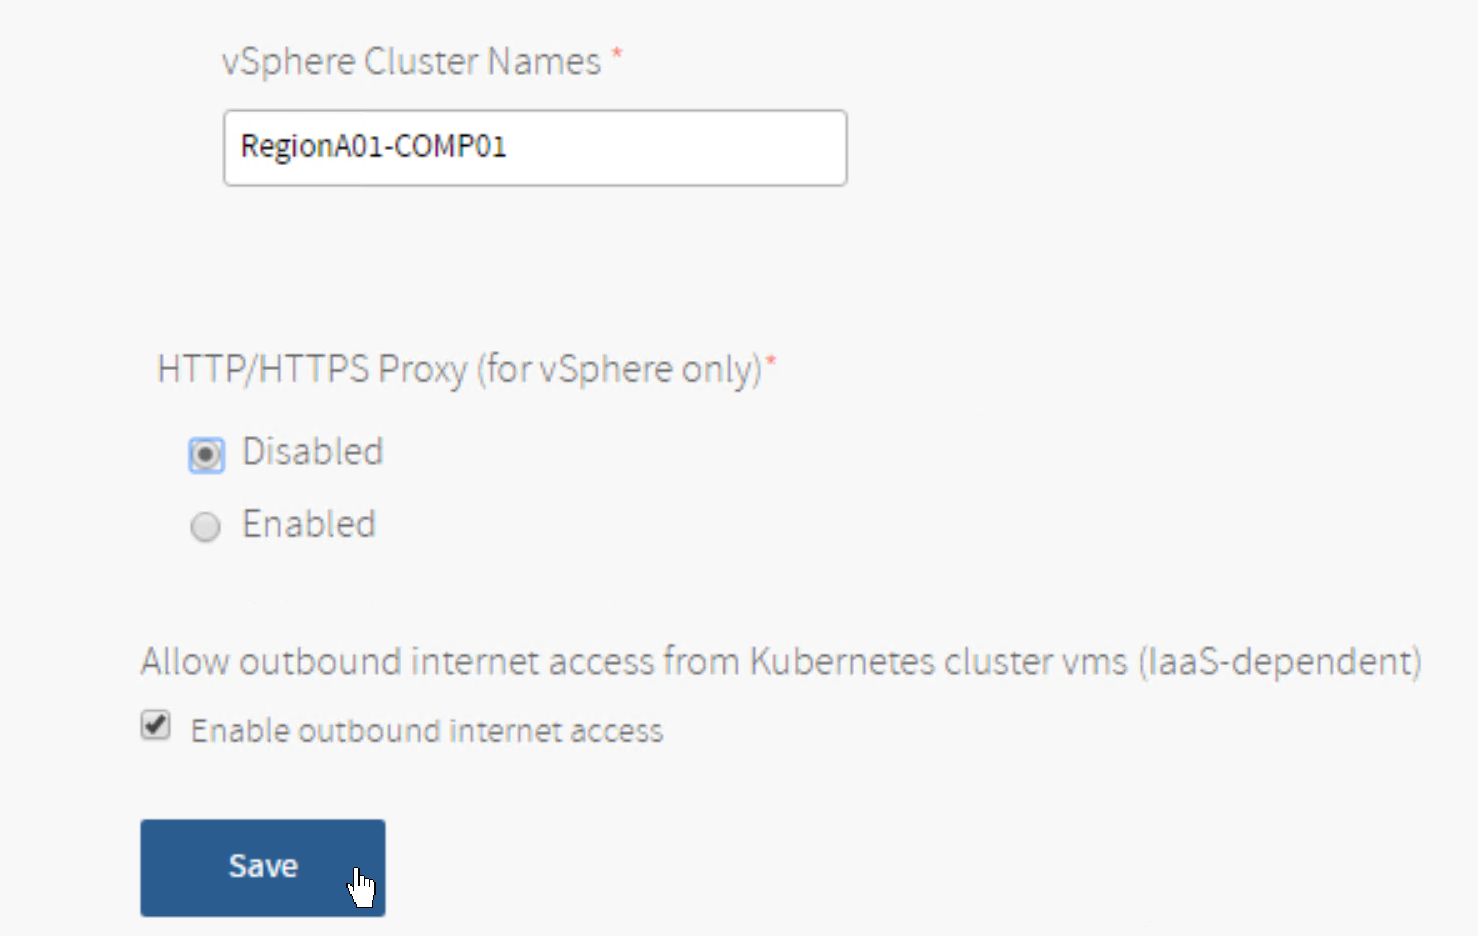 vSphere Cluster Names *
RegionA01-COMP01
HTTP/HTTPS Proxy (for vSphere only)*
Disabled
Enabled
Allow outbound internet access from Kubernetes cluster vms (IaaS-dependent)
Enable outbound internet access
Save